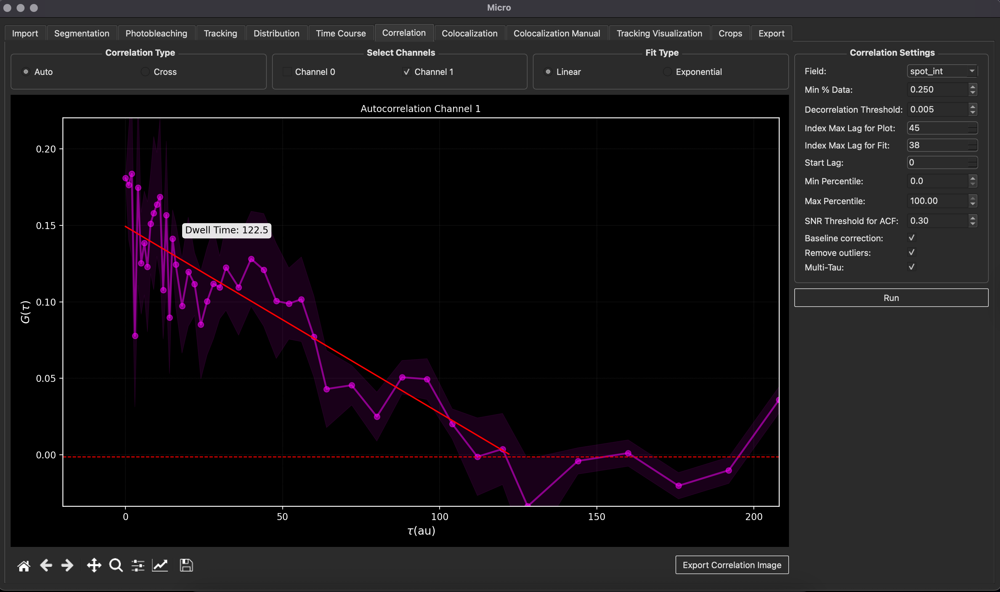 Micro
Import Segmentation Photobleaching Tracking Distribution Time Course Correlation Colocalization Colocalization Manual Tracking Visualization Crops Export
Correlation Type
Auto Cross
Select Channels
Channel 0 Channel 1
Fit Type
Linear Exponential
Autocorrelation Channel 1
0.20
0.15
0.10
0.05
0.00
G(τ)
Dwell Time: 122.5
0 50 100 150 200
τ(au)
Export Correlation Image
Correlation Settings
Field: spot_int
Min % Data: 0.250
Decorrelation Threshold: 0.005
Index Max Lag for Plot: 45
Index Max Lag for Fit: 38
Start Lag: 0
Min Percentile: 0.0
Max Percentile: 100.00
SNR Threshold for ACF: 0.30
Baseline correction:
Remove outliers:
Multi-Tau:
Run